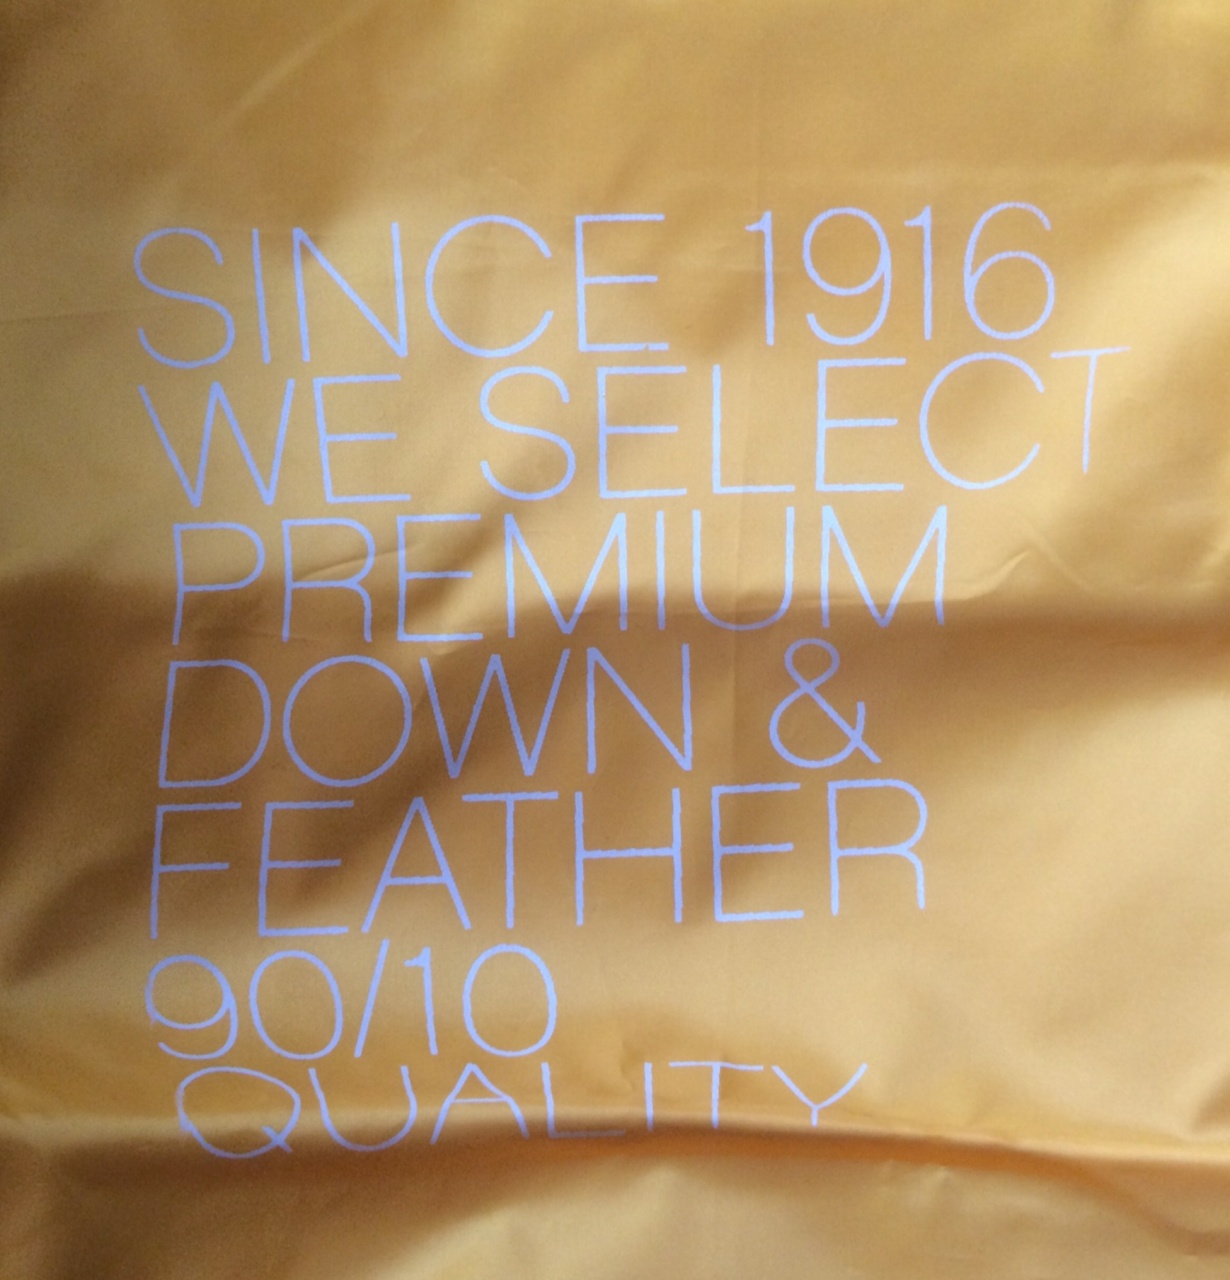 SINCE 1916
WE SELECT
PREMIUM
DOWN &
FEATHER
90/10
QUALITY